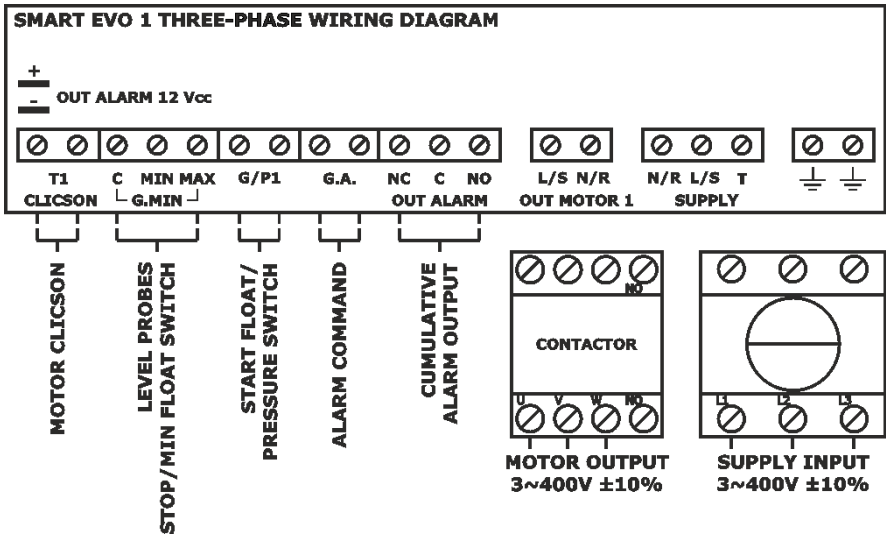 SMART EVO 1 THREE-PHASE WIRING DIAGRAM
+
- OUT ALARM 12 Vcc
T1 C MIN MAX G/P1 G.A. NC C NO L/S N/R N/R L/S T
CLICSON G.MIN OUT ALARM OUT MOTOR 1 SUPPLY
MOTOR CLICSON
LEVEL PROBES
STOP/MIN FLOAT SWITCH
START FLOAT/
PRESSURE SWITCH
ALARM COMMAND
CUMULATIVE
ALARM OUTPUT
NO
CONTACTOR
U V W NO
MOTOR OUTPUT
3~400V ±10%
L1 L2 L3
SUPPLY INPUT
3~400V ±10%